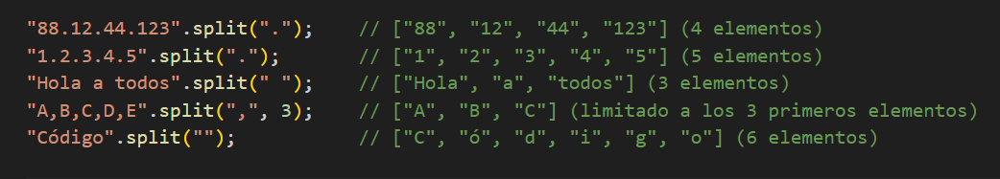 "88.12.44.123".split(".");    // ["88", "12", "44", "123"] (4 elementos)
"1.2.3.4.5".split(".");       // ["1", "2", "3", "4", "5"] (5 elementos)
"Hola a todos".split(" ");    // ["Hola", "a", "todos"] (3 elementos)
"A,B,C,D,E".split(",", 3);    // ["A", "B", "C"] (limitado a los 3 primeros elementos)
"Código".split("");           // ["C", "ó", "d", "i", "g", "o"] (6 elementos)